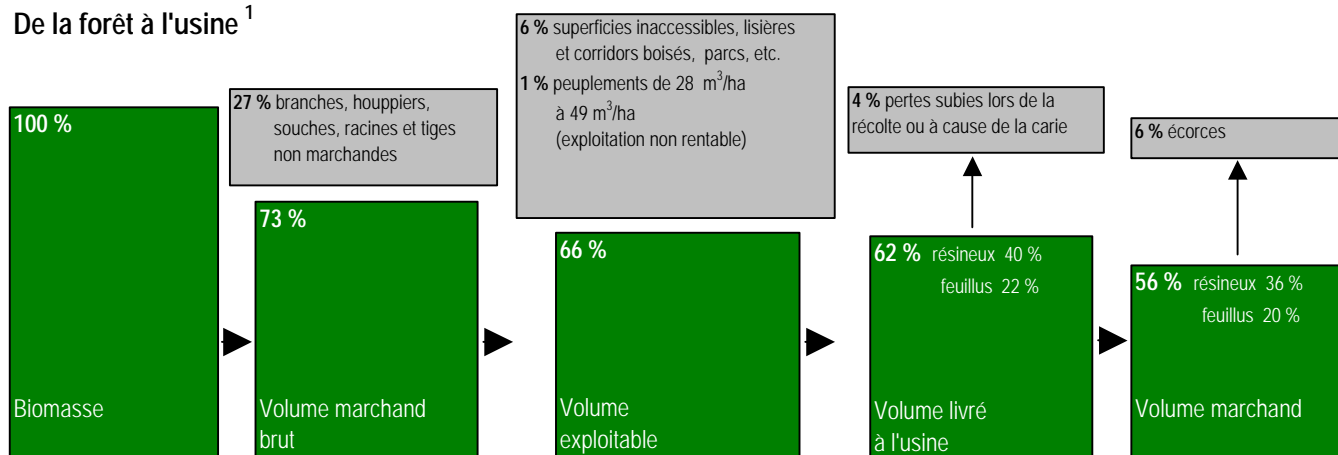 De la forêt à l'usine ¹
100 %
Biomasse
27 % branches, houppiers,
souches, racines et tiges
non marchandes
73 %
Volume marchand
brut
6 % superficies inaccessibles, lisières
et corridors boisés, parcs, etc.
1 % peuplements de 28 m³/ha
à 49 m³/ha
(exploitation non rentable)
66 %
Volume
exploitable
4 % pertes subies lors de la
récolte ou à cause de la carie
62 % résineux 40 %
feuillus 22 %
Volume livré
à l'usine
6 % écorces
56 % résineux 36 %
feuillus 20 %
Volume marchand